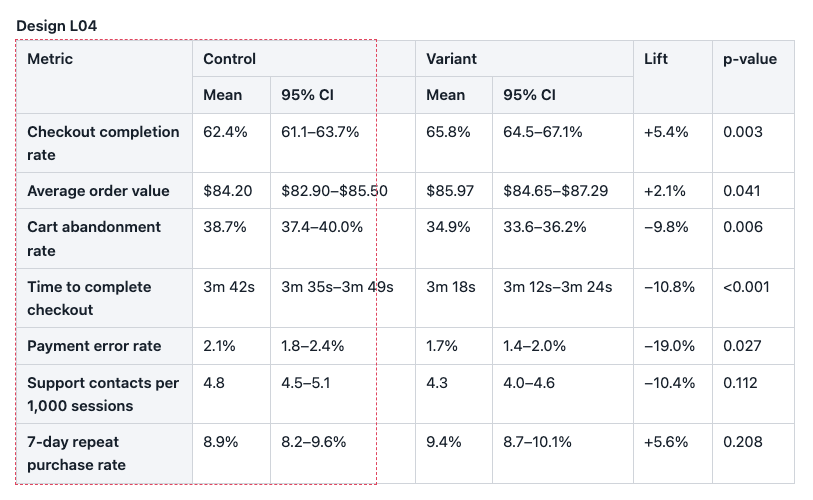 Design L04
Metric Control Variant Lift p-value
Mean 95% CI Mean 95% CI
Checkout completion 62.4% 61.1–63.7% 65.8% 64.5–67.1% +5.4% 0.003
rate
Average order value $84.20 $82.90–$85.50 $85.97 $84.65–$87.29 +2.1% 0.041
Cart abandonment 38.7% 37.4–40.0% 34.9% 33.6–36.2% −9.8% 0.006
rate
Time to complete 3m 42s 3m 35s–3m 49s 3m 18s 3m 12s–3m 24s −10.8% <0.001
checkout
Payment error rate 2.1% 1.8–2.4% 1.7% 1.4–2.0% −19.0% 0.027
Support contacts per 4.8 4.5–5.1 4.3 4.0–4.6 −10.4% 0.112
1,000 sessions
7-day repeat 8.9% 8.2–9.6% 9.4% 8.7–10.1% +5.6% 0.208
purchase rate